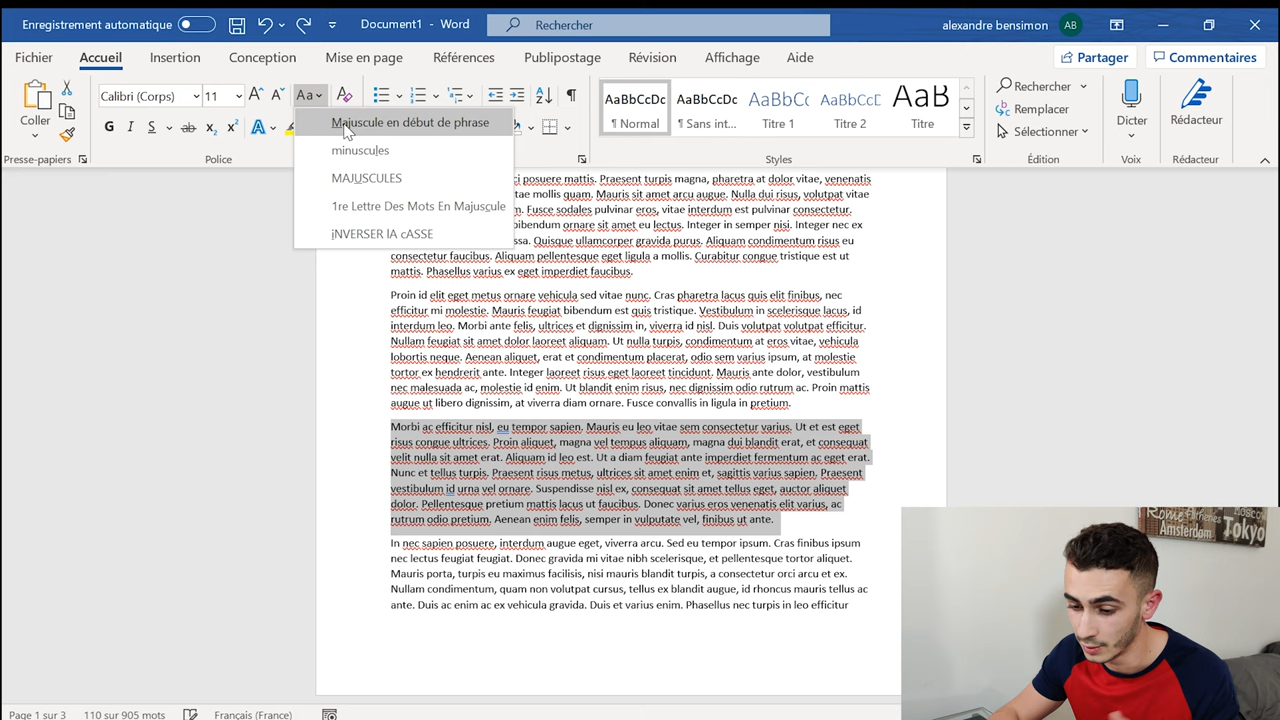 Enregistrement automatique
Document1 - Word
Rechercher
alexandre bensimon
AB
Fichier
Accueil
Insertion
Conception
Mise en page
Références
Publipostage
Révision
Affichage
Aide
Partager
Commentaires
Coller
Presse-papiers
Calibri (Corps)
11
A
A
Aa
G
I
S
ab
x2
x2
A
Police
Majuscule en début de phrase
minuscules
MAJUSCULES
1re Lettre Des Mots En Majuscule
iNVERSER lA cASSE
AaBbCcDc
¶ Normal
AaBbCcDc
¶ Sans int...
AaBbCc
Titre 1
AaBbCcD
Titre 2
AaB
Titre
Styles
Rechercher
Remplacer
Sélectionner
Édition
Dicter
Voix
Rédacteur
Rédacteur
ci posuere mattis. Praesent turpis magna, pharetra at dolor vitae, venenatis
vitae mollis quam. Mauris sit amet arcu augue. Nulla dui risus, volutpat vitae
Fusce sodales pulvinar eros, vitae interdum est pulvinar consectetur.
bibendum ornare sit amet eu lectus. Integer in semper nisi. Integer nec ex
ssa. Quisque ullamcorper gravida purus. Aliquam condimentum risus eu
faucibus. Aliquam pellentesque eget ligula a mollis. Curabitur congue tristique est ut
mattis. Phasellus varius ex eget imperdiet faucibus.
Proin id elit eget metus ornare vehicula sed vitae nunc. Cras pharetra lacus quis elit finibus, nec
efficitur mi molestie. Mauris feugiat bibendum est quis tristique. Vestibulum in scelerisque lacus, id
interdum leo. Morbi ante felis, ultrices et dignissim in, viverra id nisl. Duis volutpat volutpat efficitur.
Nullam feugiat sit amet dolor laoreet aliquam. Ut nulla turpis, condimentum at eros vitae, vehicula
lobortis neque. Aenean aliquet, erat et condimentum placerat, odio sem varius ipsum, at molestie
tortor ex hendrerit ante. Integer laoreet risus eget laoreet tincidunt. Mauris ante dolor, vestibulum
nec malesuada ac, molestie id enim. Ut blandit enim risus, nec dignissim odio rutrum ac. Proin mattis
augue ut libero dignissim, at viverra diam ornare. Fusce convallis in ligula in pretium.
Morbi ac efficitur nisl, eu tempor sapien. Mauris eu leo vitae sem consectetur varius. Ut et est eget
risus congue ultrices. Proin aliquet, magna vel tempus aliquam, magna dui blandit erat, et consequat
velit nulla sit amet erat. Aliquam id leo est. Ut a diam feugiat ante imperdiet fermentum ac eget erat.
Nunc et tellus turpis. Praesent risus metus, ultrices sit amet enim et, sagittis varius sapien. Praesent
vestibulum id urna vel ornare. Suspendisse nisl ex, consequat sit amet tellus eget, auctor aliquet
dolor. Pellentesque pretium mattis lacus ut faucibus. Donec varius eros venenatis elit varius, ac
rutrum odio pretium. Aenean enim felis, semper in vulputate vel, finibus ut ante.
In nec sapien posuere, interdum augue eget, viverra arcu. Sed eu tempor ipsum. Cras finibus ipsum
nec lectus feugiat feugiat. Donec gravida mi vitae nibh scelerisque, et pellentesque tortor aliquet.
Mauris porta, turpis eu maximus facilisis, nisi mauris blandit turpis, a consectetur orci arcu et ex.
Nullam condimentum, quam non volutpat cursus, tellus ex blandit augue, id rhoncus mauris tellus ac
ante. Duis ac enim ac ex vehicula gravida. Duis et varius enim. Phasellus nec turpis in leo efficitur
Rome
Amsterdam
Tokyo
Page 1 sur 3
110 sur 905 mots
Français (France)